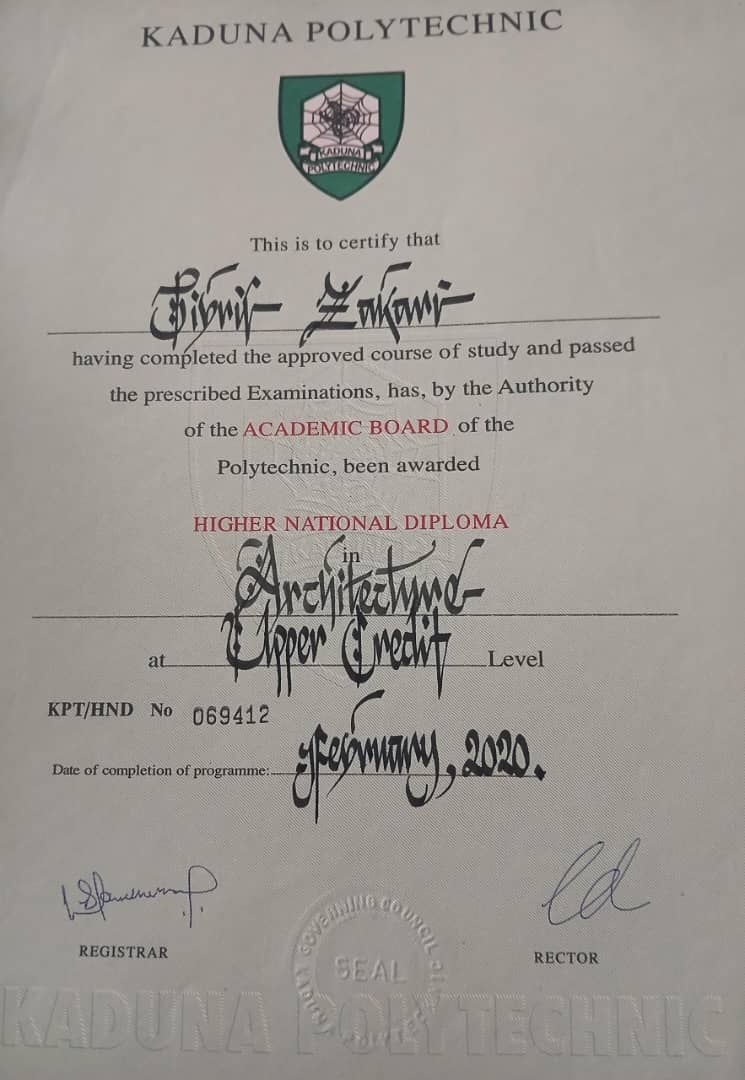 KADUNA POLYTECHNIC
KADUNA
POLYTECHNIC
This is to certify that
Zakari
having completed the approved course of study and passed
the prescribed Examinations, has, by the Authority
of the ACADEMIC BOARD of the
Polytechnic, been awarded
HIGHER NATIONAL DIPLOMA
in
Architecture
at Upper Credit Level
KPT/HND No 069412
Date of completion of programme: February, 2020.
REGISTRAR
RECTOR
GOVERNING COUNCIL
SEAL
KADUNA POLYTECHNIC